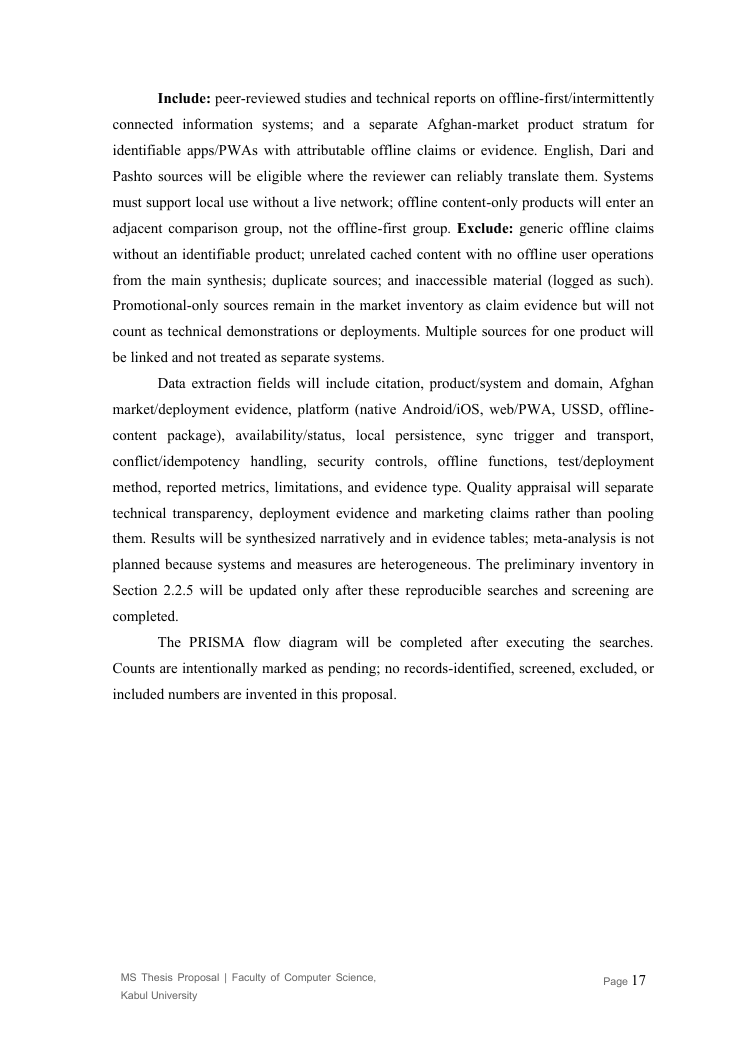 Include: peer-reviewed studies and technical reports on offline-first/intermittently
connected information systems; and a separate Afghan-market product stratum for
identifiable apps/PWAs with attributable offline claims or evidence. English, Dari and
Pashto sources will be eligible where the reviewer can reliably translate them. Systems
must support local use without a live network; offline content-only products will enter an
adjacent comparison group, not the offline-first group. Exclude: generic offline claims
without an identifiable product; unrelated cached content with no offline user operations
from the main synthesis; duplicate sources; and inaccessible material (logged as such).
Promotional-only sources remain in the market inventory as claim evidence but will not
count as technical demonstrations or deployments. Multiple sources for one product will
be linked and not treated as separate systems.
Data extraction fields will include citation, product/system and domain, Afghan
market/deployment evidence, platform (native Android/iOS, web/PWA, USSD, offline-
content package), availability/status, local persistence, sync trigger and transport,
conflict/idempotency handling, security controls, offline functions, test/deployment
method, reported metrics, limitations, and evidence type. Quality appraisal will separate
technical transparency, deployment evidence and marketing claims rather than pooling
them. Results will be synthesized narratively and in evidence tables; meta-analysis is not
planned because systems and measures are heterogeneous. The preliminary inventory in
Section 2.2.5 will be updated only after these reproducible searches and screening are
completed.
The PRISMA flow diagram will be completed after executing the searches.
Counts are intentionally marked as pending; no records-identified, screened, excluded, or
included numbers are invented in this proposal.
MS Thesis Proposal | Faculty of Computer Science,
Kabul University
Page 17